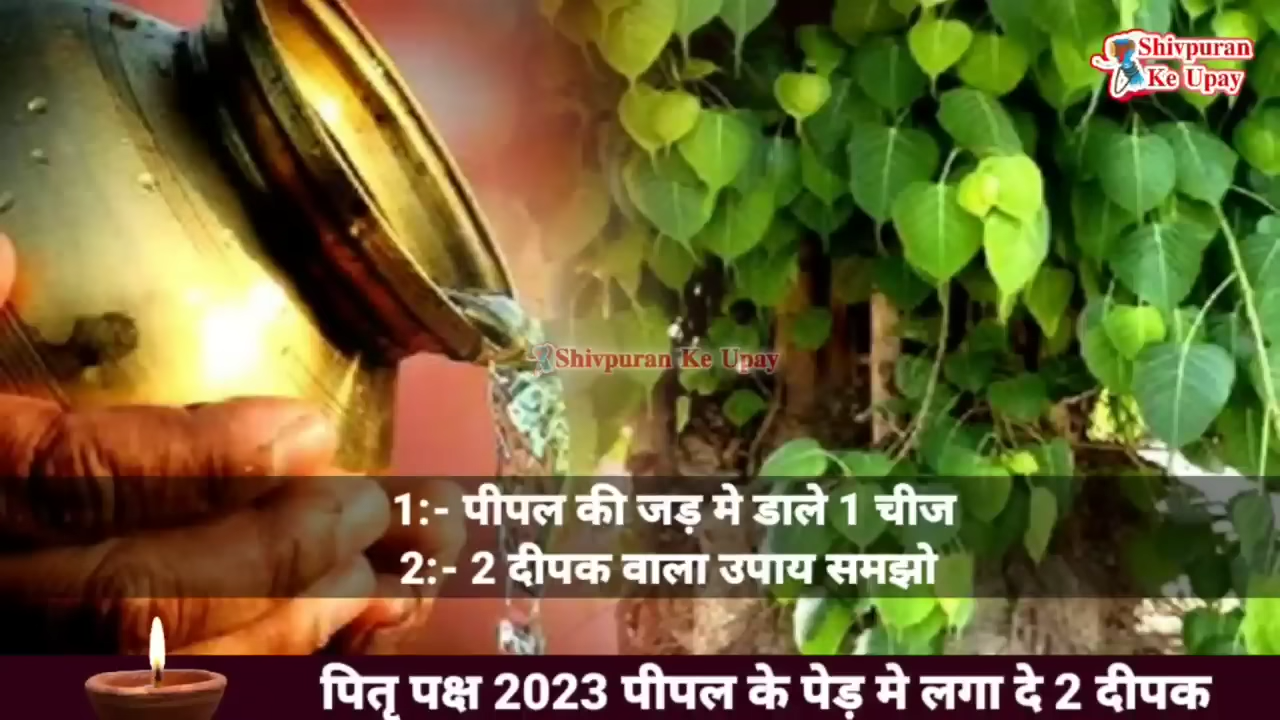 Shivpuran
Ke Upay
Shivpuran Ke Upay
1:- पीपल की जड़ मे डाले 1 चीज
2:- 2 दीपक वाला उपाय समझो
पितृ पक्ष 2023 पीपल के पेड़ मे लगा दे 2 दीपक